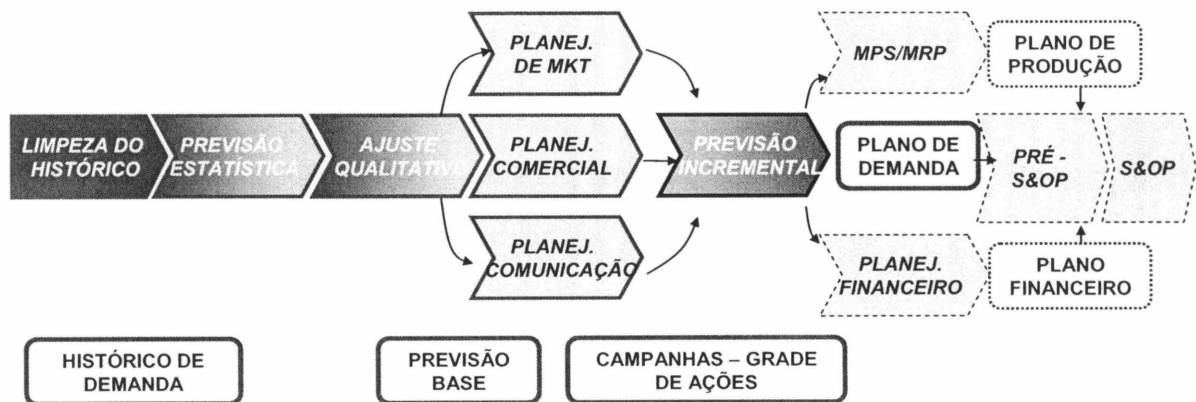 LIMPEZA DO
HISTÓRICO
PREVISÃO
ESTATÍSTICA
AJUSTE
QUALITATIVO
PLANEJ.
DE MKT
PLANEJ.
COMERCIAL
PLANEJ.
COMUNICAÇÃO
PREVISÃO
INCREMENTAL
MPS/MRP
PLANO DE
PRODUÇÃO
PLANO DE
DEMANDA
PRÉ -
S&OP
S&OP
PLANEJ.
FINANCEIRO
PLANO
FINANCEIRO
HISTÓRICO DE
DEMANDA
PREVISÃO
BASE
CAMPANHAS – GRADE
DE AÇÕES